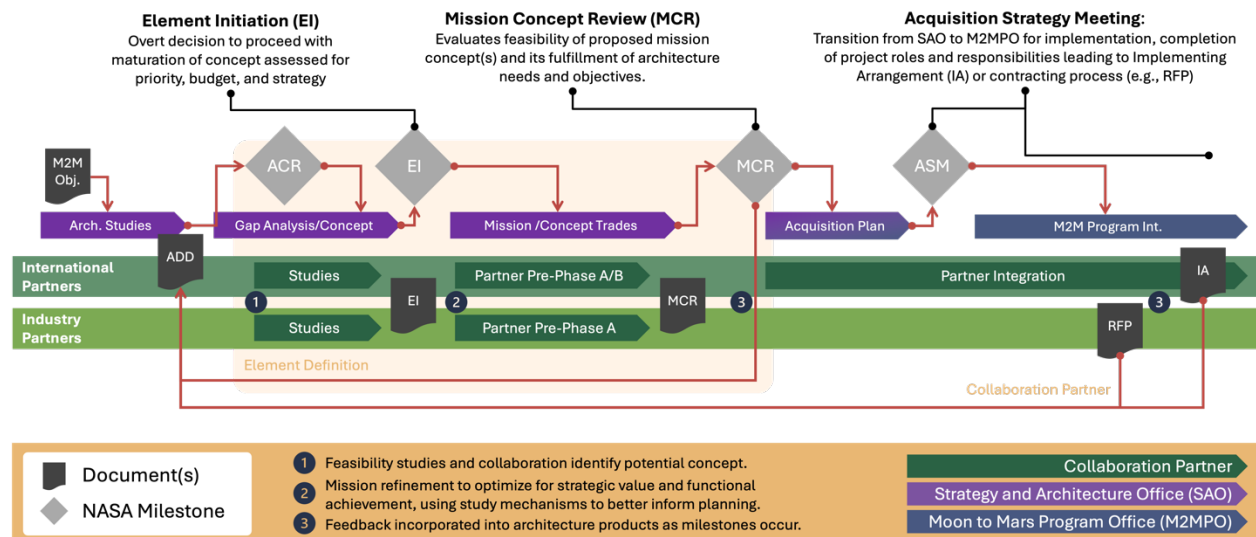 Element Initiation (EI)
Overt decision to proceed with
maturation of concept assessed for
priority, budget, and strategy
Mission Concept Review (MCR)
Evaluates feasibility of proposed mission
concept(s) and its fulfillment of architecture
needs and objectives.
Acquisition Strategy Meeting:
Transition from SAO to M2MPO for implementation, completion
of project roles and responsibilities leading to Implementing
Arrangement (IA) or contracting process (e.g., RFP)
M2M
Obj.
ACR
EI
MCR
ASM
Arch. Studies
Gap Analysis/Concept
Mission /Concept Trades
Acquisition Plan
M2M Program Int.
ADD
International
Partners
Studies
Partner Pre-Phase A/B
Partner Integration
IA
1
EI
2
MCR
3
3
Industry
Partners
Studies
Partner Pre-Phase A
RFP
Element Definition
Collaboration Partner
Document(s)
NASA Milestone
1 Feasibility studies and collaboration identify potential concept.
2 Mission refinement to optimize for strategic value and functional
achievement, using study mechanisms to better inform planning.
3 Feedback incorporated into architecture products as milestones occur.
Collaboration Partner
Strategy and Architecture Office (SAO)
Moon to Mars Program Office (M2MPO)